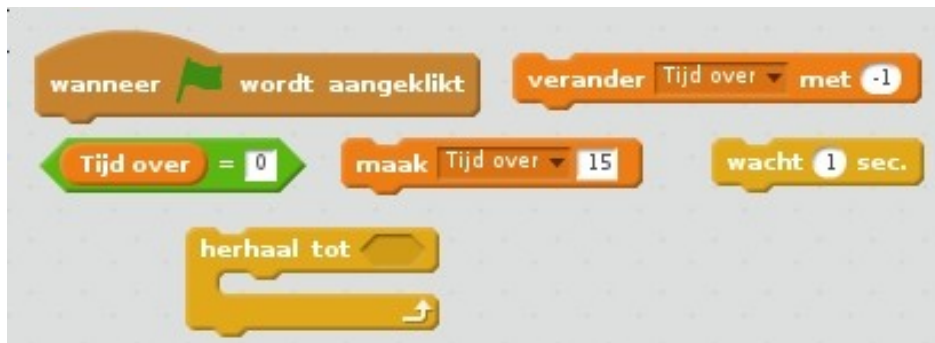 wanneer wordt aangeklikt
verander Tijd over met -1
Tijd over = 0
maak Tijd over 15
wacht 1 sec.
herhaal tot